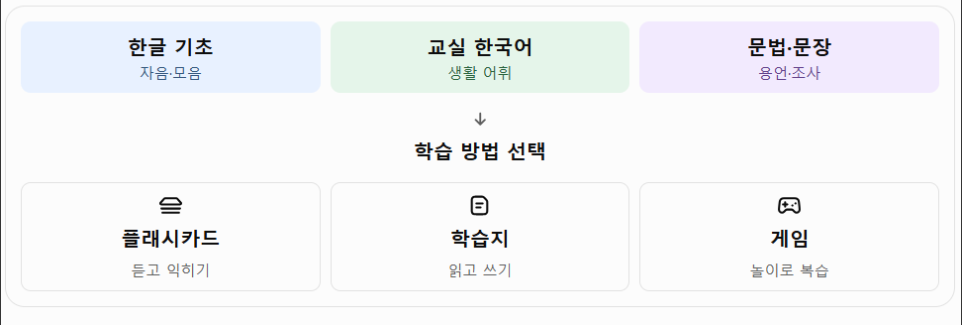 한글 기초
자음·모음
교실 한국어
생활 어휘
문법·문장
용언·조사
↓
학습 방법 선택
플래시카드
듣고 익히기
학습지
읽고 쓰기
게임
놀이로 복습